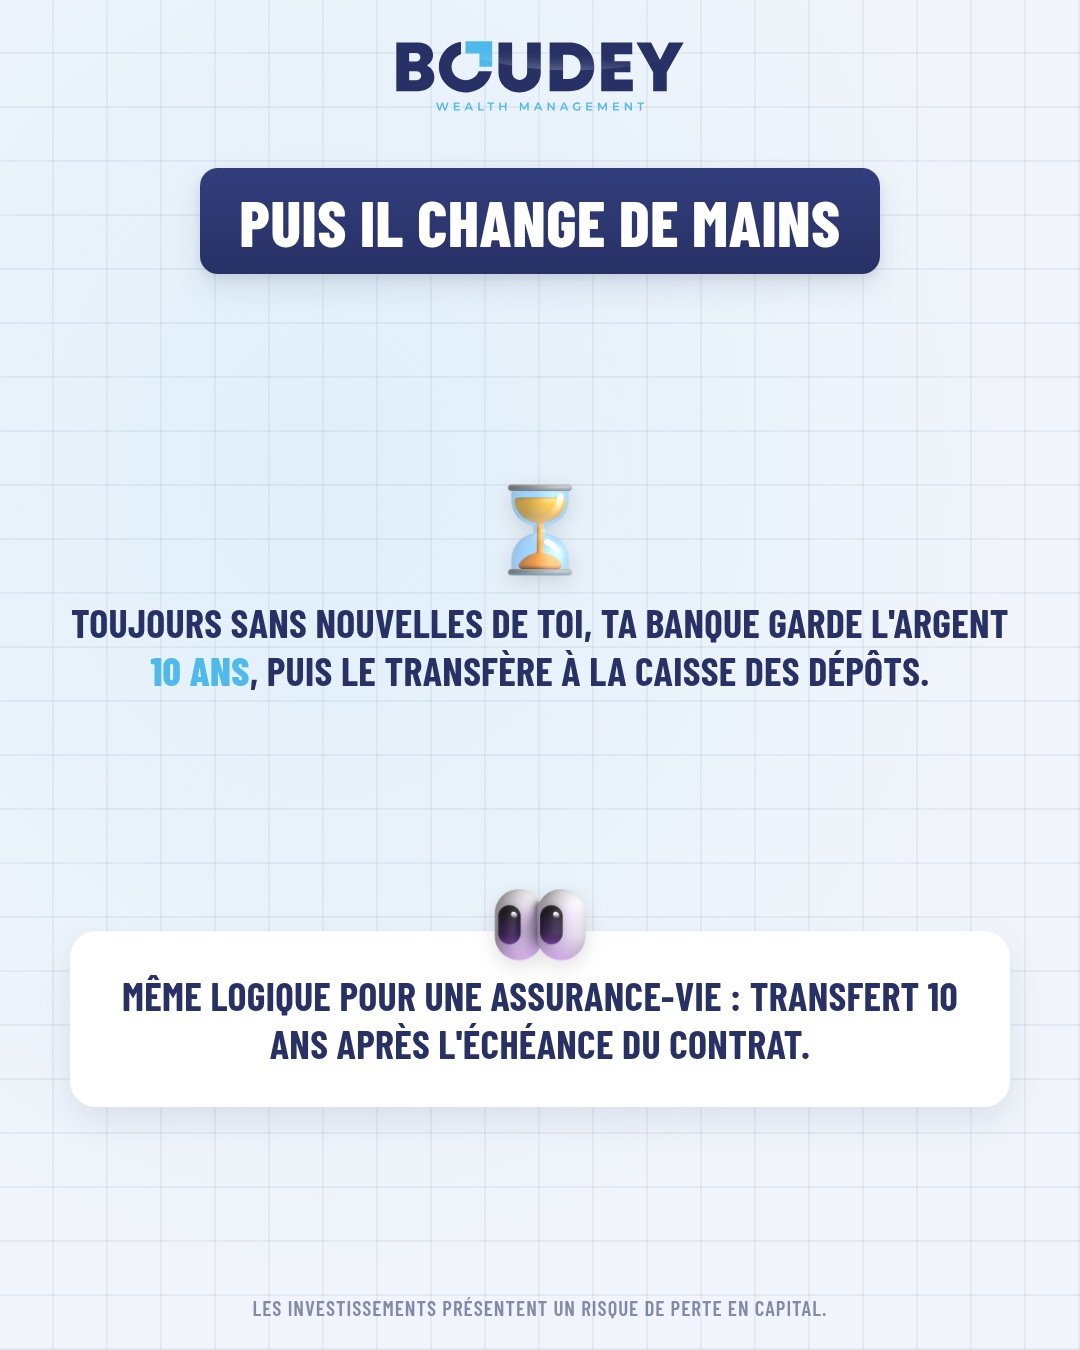 BOUDEY
WEALTH MANAGEMENT
PUIS IL CHANGE DE MAINS
TOUJOURS SANS NOUVELLES DE TOI, TA BANQUE GARDE L'ARGENT
10 ANS, PUIS LE TRANSFÈRE À LA CAISSE DES DÉPÔTS.
MÊME LOGIQUE POUR UNE ASSURANCE-VIE : TRANSFERT 10
ANS APRÈS L'ÉCHÉANCE DU CONTRAT.
LES INVESTISSEMENTS PRÉSENTENT UN RISQUE DE PERTE EN CAPITAL.